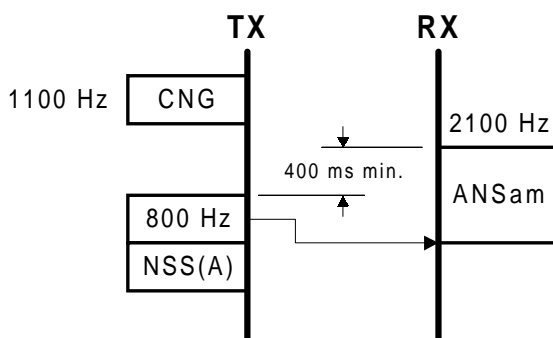 TX
RX
1100 Hz
CNG
2100 Hz
400 ms min.
ANSam
800 Hz
NSS(A)